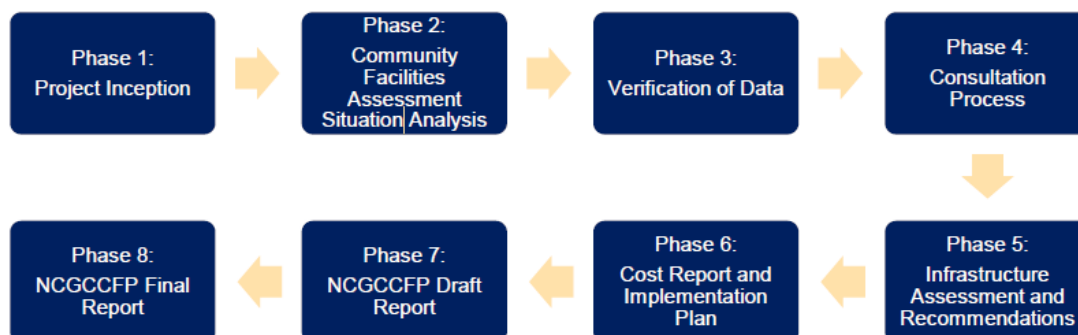 Phase 1:
Project Inception
Phase 2:
Community
Facilities
Assessment
Situation Analysis
Phase 3:
Verification of Data
Phase 4:
Consultation
Process
Phase 5:
Infrastructure
Assessment and
Recommendations
Phase 6:
Cost Report and
Implementation
Plan
Phase 7:
NCGCCFP Draft
Report
Phase 8:
NCGCCFP Final
Report